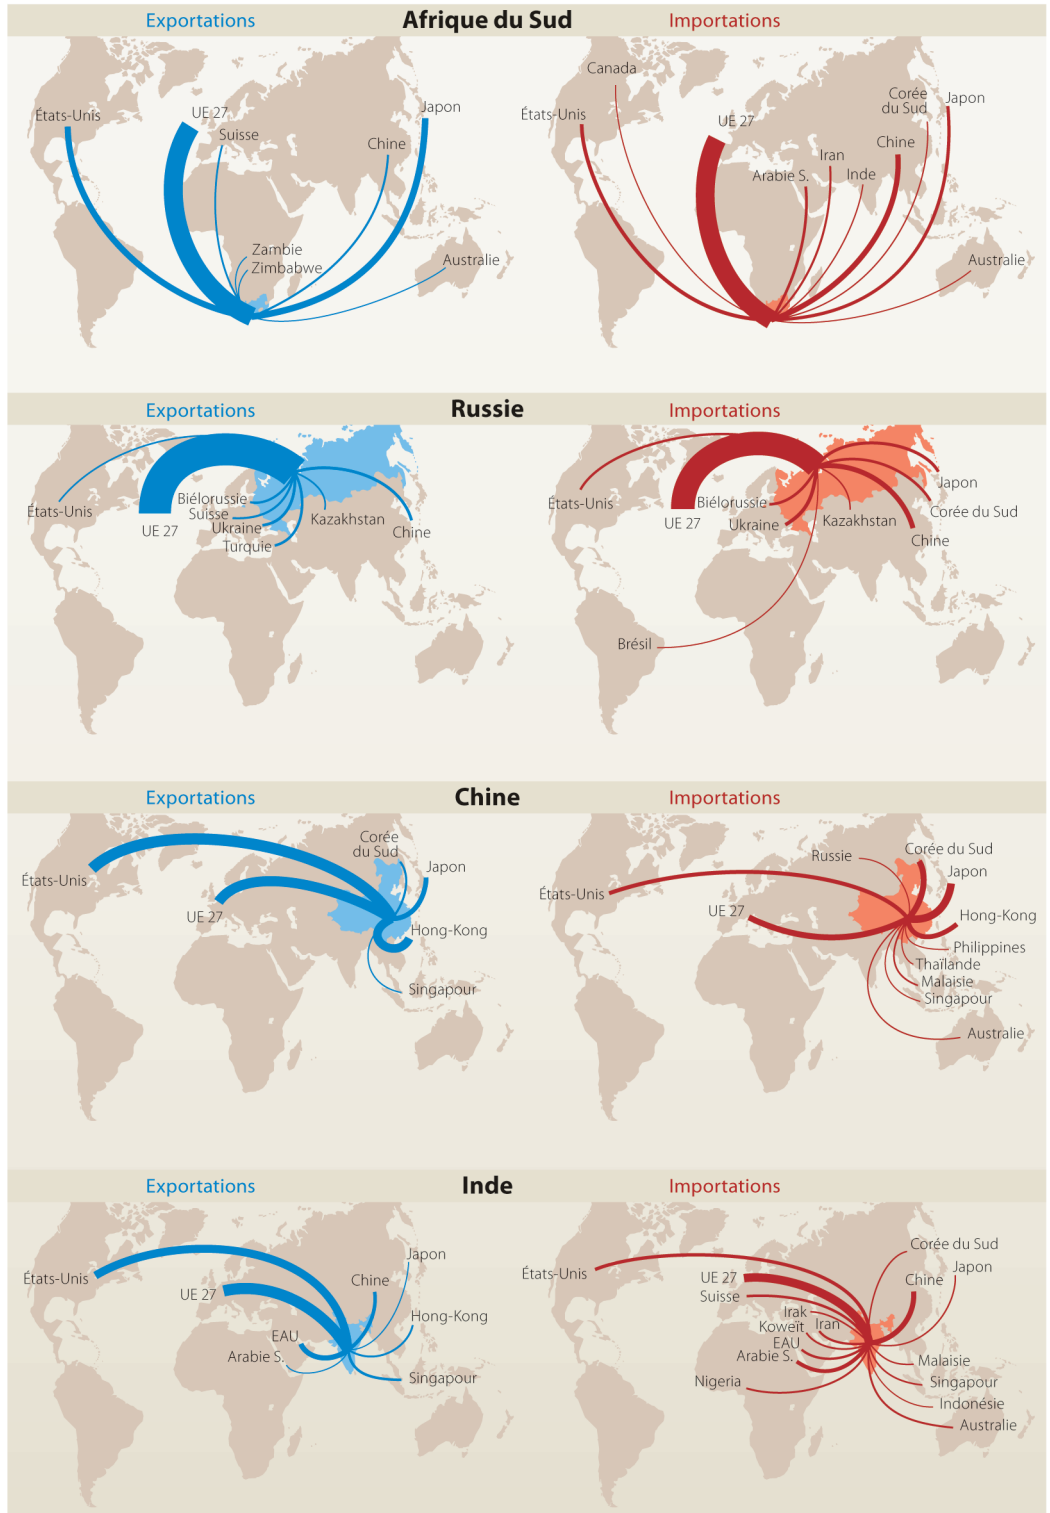 Exportations
Afrique du Sud
Importations
États-Unis
UE 27
Suisse
Japon
Chine
Zambie
Zimbabwe
Australie
Canada
États-Unis
UE 27
Corée
du Sud
Japon
Chine
Iran
Arabie S.
Inde
Australie
Exportations
Russie
Importations
États-Unis
UE 27
Biélorussie
Suisse
Ukraine
Turquie
Kazakhstan
Chine
États-Unis
UE 27
Biélorussie
Ukraine
Kazakhstan
Japon
Corée du Sud
Chine
Brésil
Exportations
Chine
Importations
États-Unis
UE 27
Corée
du Sud
Japon
Hong-Kong
Singapour
Russie
Corée du Sud
Japon
États-Unis
UE 27
Hong-Kong
Philippines
Thaïlande
Malaisie
Singapour
Australie
Exportations
Inde
Importations
États-Unis
UE 27
Japon
Chine
Hong-Kong
EAU
Arabie S.
Singapour
États-Unis
UE 27
Suisse
Irak
Koweït
Iran
EAU
Arabie S.
Nigeria
Corée du Sud
Japon
Chine
Malaisie
Singapour
Indonésie
Australie